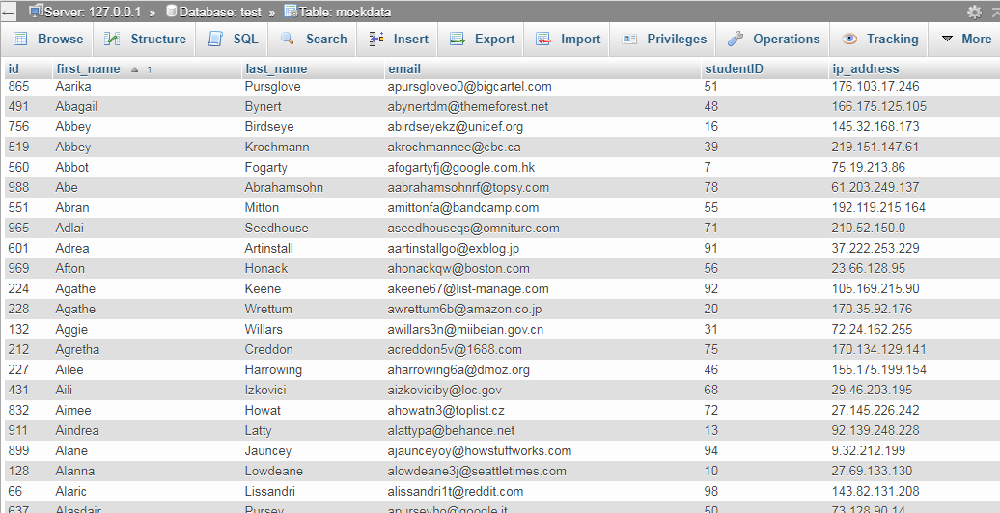 Server: 127.0.0.1 » Database: test » Table: mockdata
Browse Structure SQL Search Insert Export Import Privileges Operations Tracking More
id first_name 1 last_name email studentID ip_address
865 Aarika Pursglove apursgloveo0@bigcartel.com 51 176.103.17.246
491 Abagail Bynert abynertdm@themeforest.net 48 166.175.125.105
756 Abbey Birdseye abirdseyekz@unicef.org 16 145.32.168.173
519 Abbey Krochmann akrochmannee@cbc.ca 39 219.151.147.61
560 Abbot Fogarty afogartyfj@google.com.hk 7 75.19.213.86
988 Abe Abrahamsohn aabrahamsohnrf@topsy.com 78 61.203.249.137
551 Abran Mitton amittonfa@bandcamp.com 55 192.119.215.164
965 Adlai Seedhouse aseedhouseqs@omniture.com 71 210.52.150.0
601 Adrea Artinstall aartinstallgo@exblog.jp 91 37.222.253.229
969 Afton Honack ahonackqw@boston.com 56 23.66.128.95
224 Agathe Keene akeene67@list-manage.com 92 105.169.215.90
228 Agathe Wrettum awrettum6b@amazon.co.jp 20 170.35.92.176
132 Aggie Willars awillars3n@miibeian.gov.cn 31 72.24.162.255
212 Agretha Creddon acreddon5v@1688.com 75 170.134.129.141
227 Ailee Harrowing aharrowing6a@dmoz.org 46 155.175.199.154
431 Aili Izkovici aizkoviciby@loc.gov 68 29.46.203.195
832 Aimee Howat ahowatn3@toplist.cz 72 27.145.226.242
911 Aindrea Latty alattypa@behance.net 13 92.139.248.228
899 Alane Jauncey ajaunceyoy@howstuffworks.com 94 9.32.212.199
128 Alanna Lowdeane alowdeane3j@seattletimes.com 10 27.69.133.130
66 Alaric Lissandri alissandri1t@reddit.com 98 143.82.131.208
637 Alasdair Pursey apurseyho@google.it 50 73.128.90.14